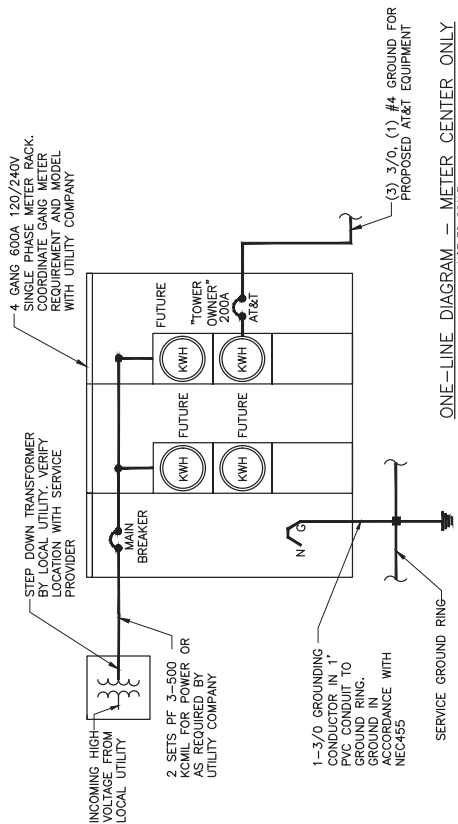 INCOMING HIGH
VOLTAGE FROM
LOCAL UTILITY
STEP DOWN TRANSFORMER
BY LOCAL UTILITY. VERIFY
LOCATION WITH SERVICE
PROVIDER
4 GANG 600A 120/240V
SINGLE PHASE METER RACK.
COORDINATE GANG METER
REQUIREMENT AND MODEL
WITH UTILITY COMPANY
2 SETS PF 3-500
KCMIL FOR POWER OR
AS REQUIRED BY
UTILITY COMPANY
MAIN
BREAKER
KWH
FUTURE
KWH
FUTURE
KWH
FUTURE
KWH
"TOWER
OWNER"
200A
AT&T
N
G
1-3/0 GROUNDING
CONDUCTOR IN 1'
PVC CONDUIT TO
GROUND RING.
GROUND IN
ACCORDANCE WITH
NEC455
SERVICE GROUND RING
(3) 3/0, (1) #4 GROUND FOR
PROPOSED AT&T EQUIPMENT
ONE-LINE DIAGRAM - METER CENTER ONLY